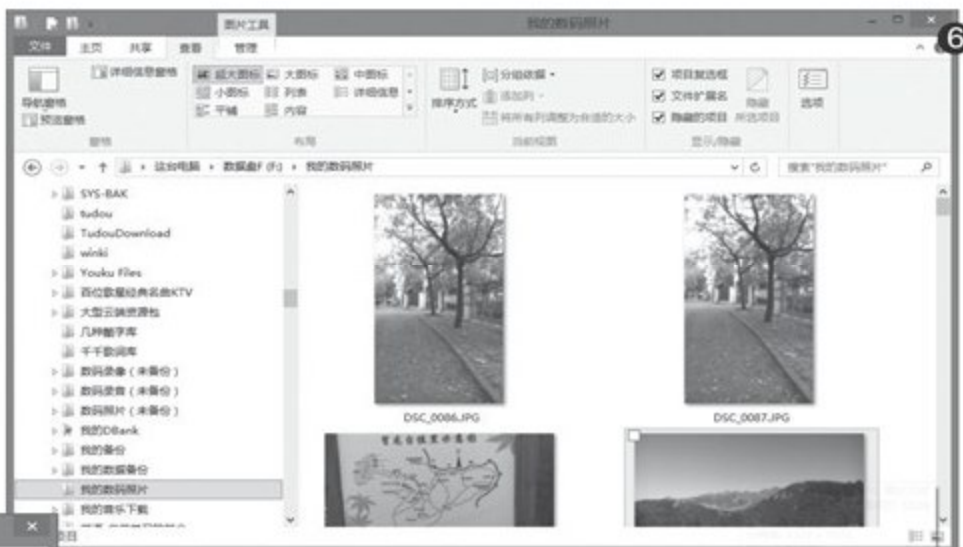 图片工具 我的数码照片
6
文件 主页 共享 查看 管理
导航窗格 预览窗格 详细信息窗格
窗格
超大图标 大图标 中图标
小图标 列表 详细信息
平铺 内容
布局
排序方式 分组依据
添加列
将所有列调整为合适的大小
当前视图
项目复选框
文件扩展名
隐藏的项目
隐藏 所选项目
显示/隐藏
选项
这台电脑 数据盘F (F:) 我的数码照片
搜索"我的数码照片"
SYS-BAK
tudou
TudouDownload
winki
Youku Files
百位歌星经典名曲KTV
大型云端资源包
几种酷字库
千千歌词库
数码录像 ( 未备份 )
数码录音 ( 未备份 )
数码照片 ( 未备份 )
我的DBank
我的备份
我的数据备份
我的数码照片
我的音乐下载
DSC_0086.JPG
DSC_0087.JPG
项目